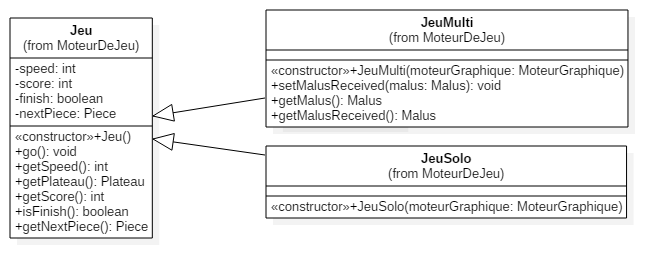 Jeu
(from MoteurDeJeu)
-speed: int
-score: int
-finish: boolean
-nextPiece: Piece
«constructor»+Jeu()
+go(): void
+getSpeed(): int
+getPlateau(): Plateau
+getScore(): int
+isFinish(): boolean
+getNextPiece(): Piece
JeuMulti
(from MoteurDeJeu)
«constructor»+JeuMulti(moteurGraphique: MoteurGraphique)
+setMalusReceived(malus: Malus): void
+getMalus(): Malus
+getMalusReceived(): Malus
JeuSolo
(from MoteurDeJeu)
«constructor»+JeuSolo(moteurGraphique: MoteurGraphique)